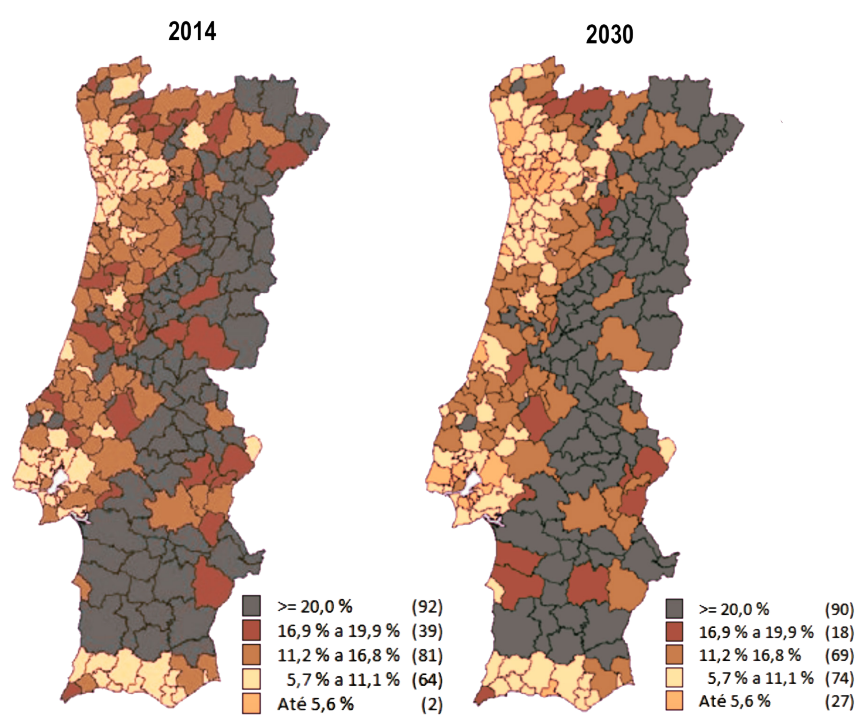 2014
2030
>= 20,0 % (92)
16,9 % a 19,9 % (39)
11,2 % a 16,8 % (81)
5,7 % a 11,1 % (64)
Até 5,6 % (2)
>= 20,0 % (90)
16,9 % a 19,9 % (18)
11,2 % 16,8 % (69)
5,7 % a 11,1 % (74)
Até 5,6 % (27)